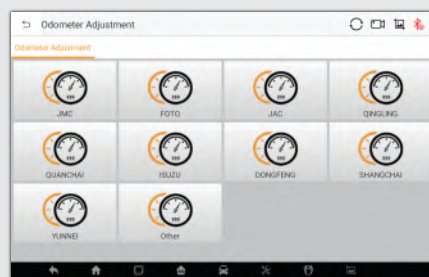 Odometer Adjustment
Odometer Adjustment
JMC
FOTO
JAC
QINGLING
QUANCHAI
ISUZU
DONGFENG
SHANGCHAI
YUNNEI
Other